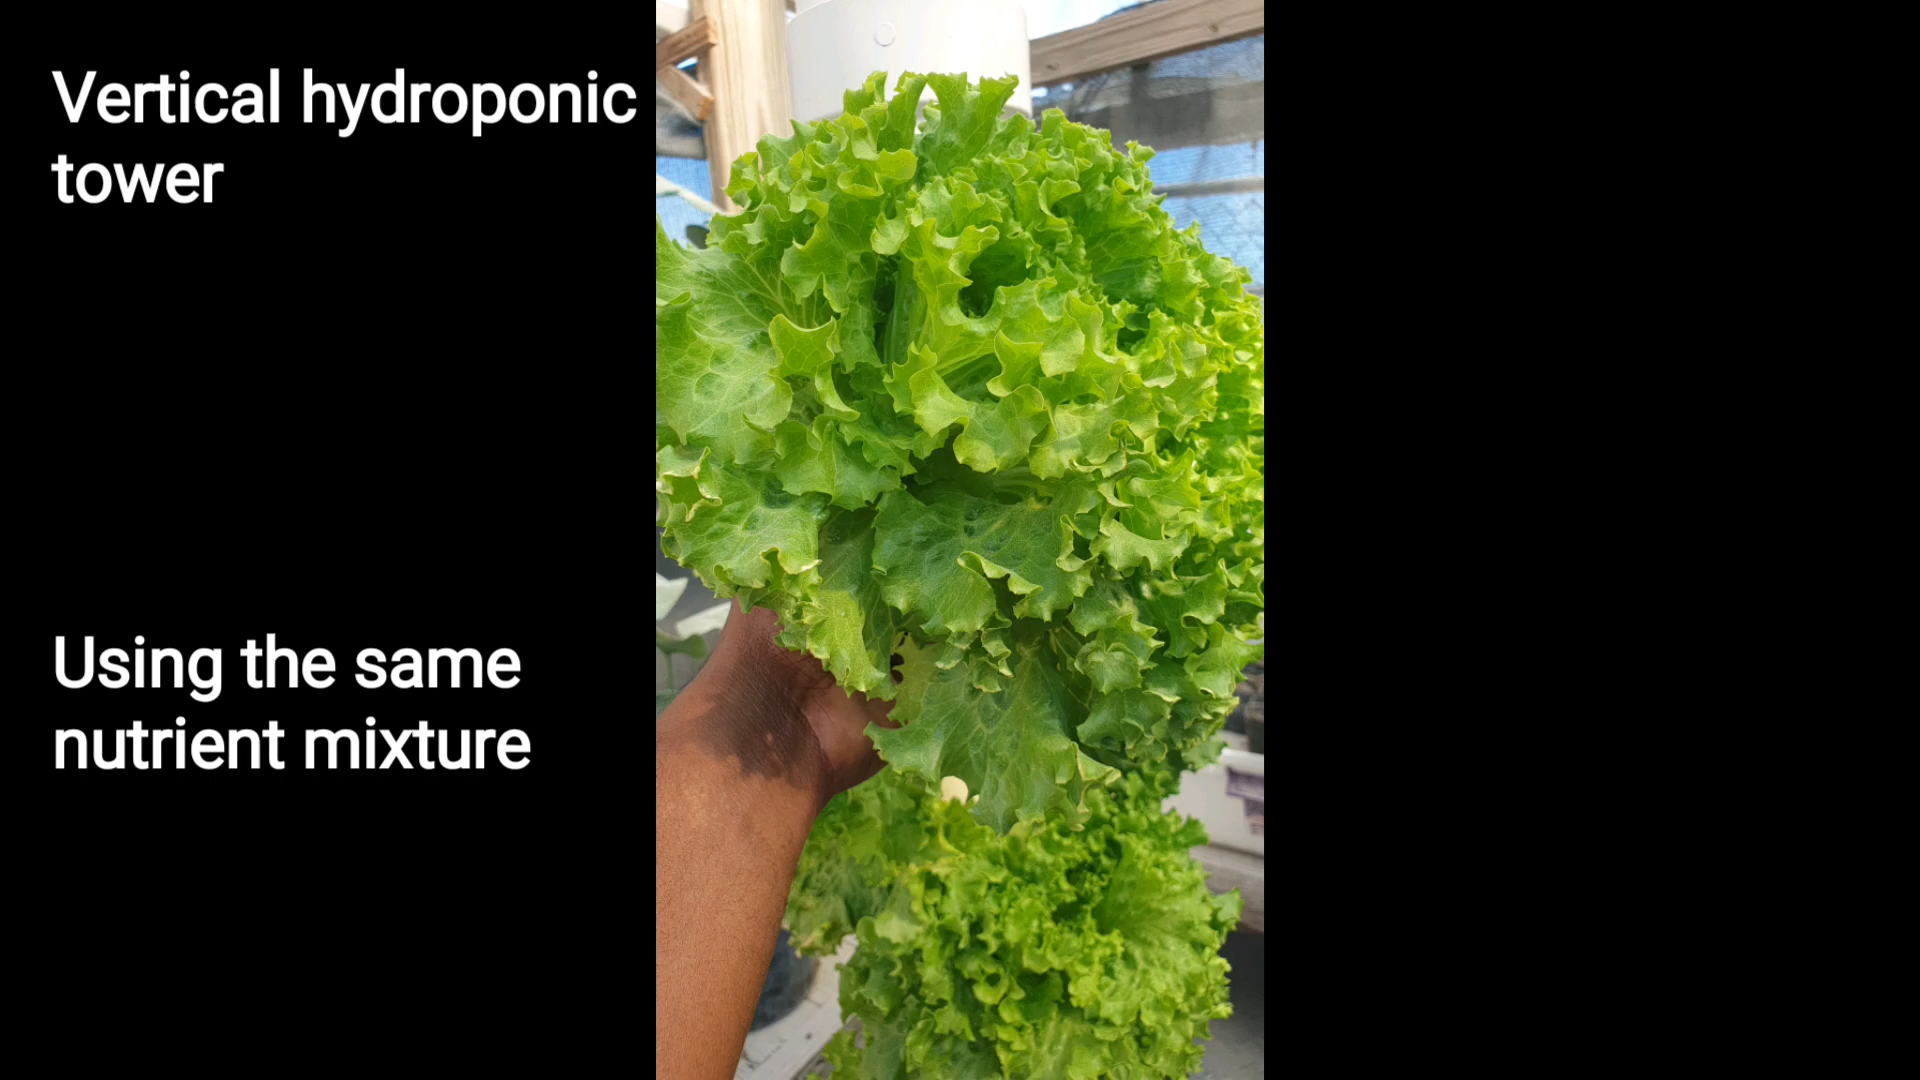 Vertical hydroponic
tower
Using the same
nutrient mixture